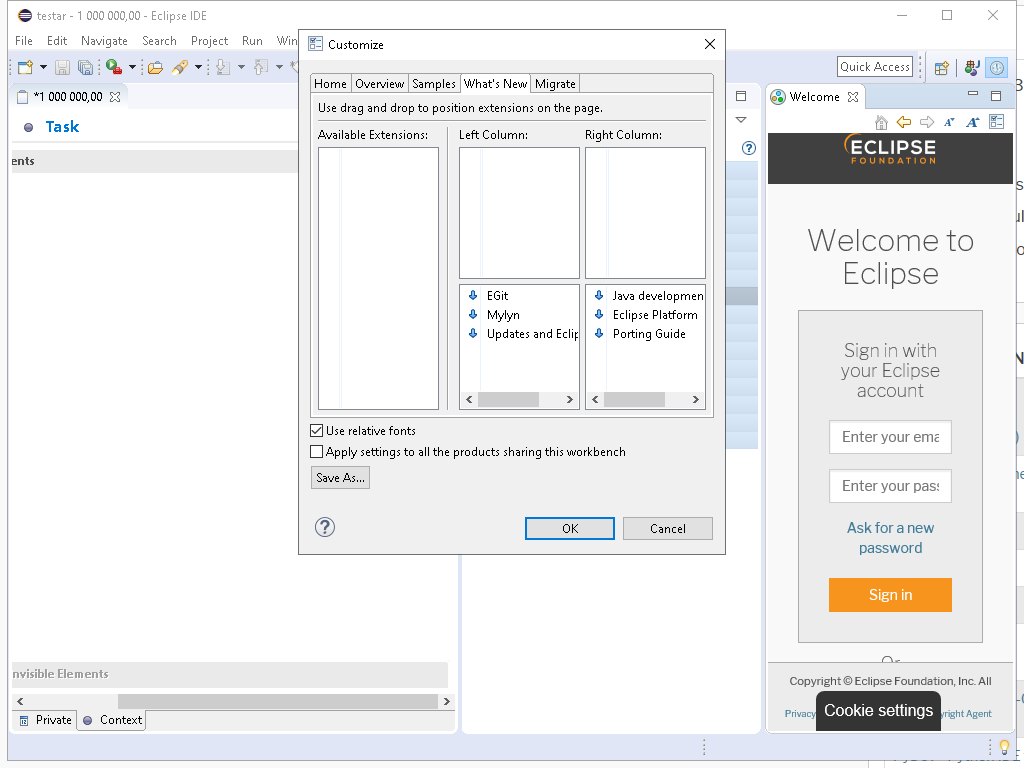 testar - 1 000 000,00 - Eclipse IDE
File Edit Navigate Search Project Run Win
Quick Access
*1 000 000,00
Task
ents
nvisible Elements
Private Context
Customize
Home Overview Samples What's New Migrate
Use drag and drop to position extensions on the page.
Available Extensions: Left Column: Right Column:
EGit
Mylyn
Updates and Eclip
Java developmen
Eclipse Platform
Porting Guide
Use relative fonts
Apply settings to all the products sharing this workbench
Save As...
OK Cancel
Welcome
ECLIPSE
FOUNDATION
Welcome to
Eclipse
Sign in with
your Eclipse
account
Enter your ema
Enter your pass
Ask for a new
password
Sign in
Or
Copyright © Eclipse Foundation, Inc. All
Privacy
yright Agent
Cookie settings